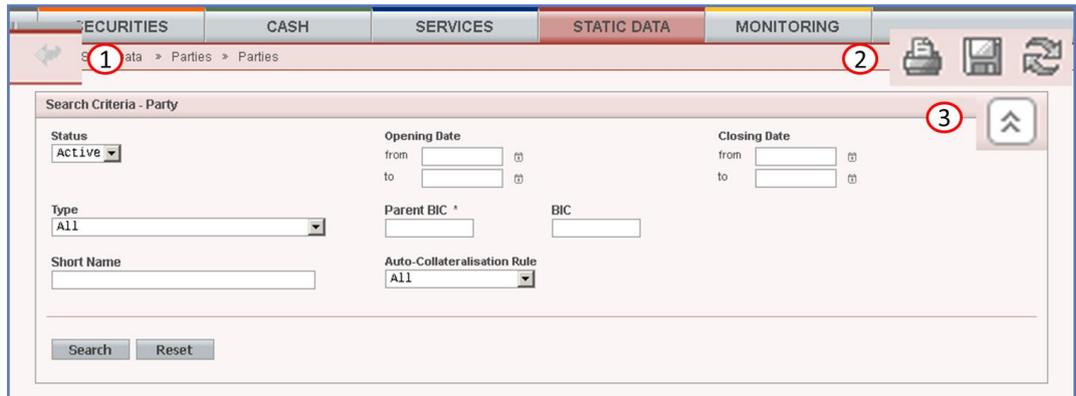 ECURITIES CASH SERVICES STATIC DATA MONITORING
1 S ata » Parties » Parties 2
Search Criteria - Party 3
Status Opening Date Closing Date
Active from from
to to
Type Parent BIC * BIC
All
Short Name Auto-Collateralisation Rule
All
Search Reset